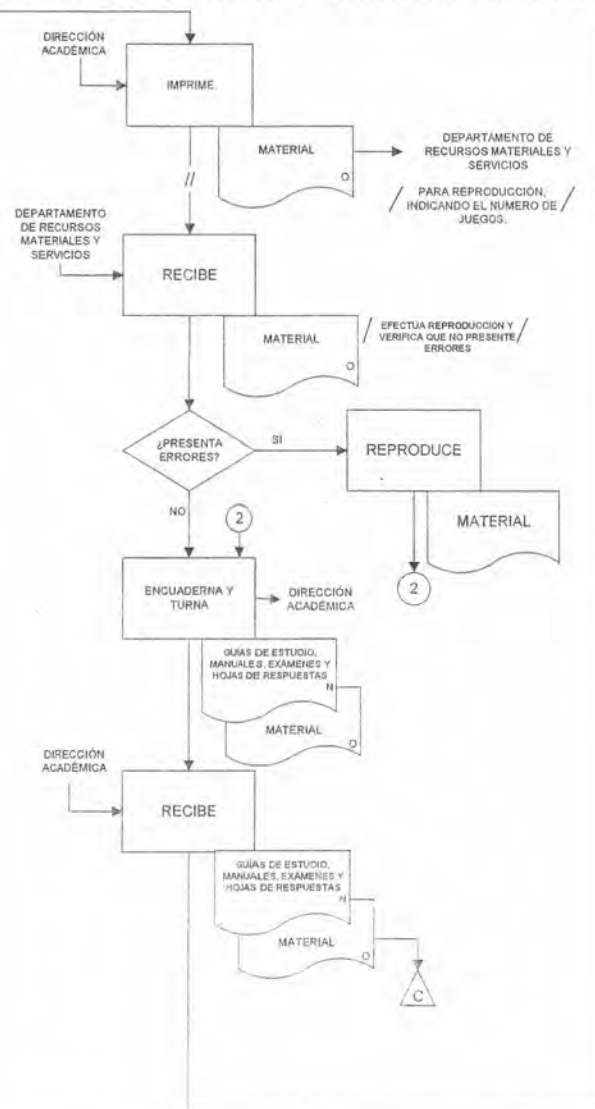 DIRECCIÓN
ACADÉMICA
IMPRIME
MATERIAL
O
DEPARTAMENTO DE
RECURSOS MATERIALES Y
SERVICIOS
/ PARA REPRODUCCIÓN, /
INDICANDO EL NUMERO DE
JUEGOS.
//
DEPARTAMENTO
DE RECURSOS
MATERIALES Y
SERVICIOS
RECIBE
MATERIAL
O
/ EFECTÚA REPRODUCCIÓN Y /
VERIFICA QUE NO PRESENTE
ERRORES
¿PRESENTA
ERRORES?
SÍ
REPRODUCE
MATERIAL
2
NO
2
ENCUADERNA Y
TURNA
DIRECCIÓN
ACADÉMICA
GUÍAS DE ESTUDIO,
MANUALES, EXÁMENES Y
HOJAS DE RESPUESTAS
N
MATERIAL
O
DIRECCIÓN
ACADÉMICA
RECIBE
GUÍAS DE ESTUDIO,
MANUALES, EXÁMENES Y
HOJAS DE RESPUESTAS
N
MATERIAL
O
C